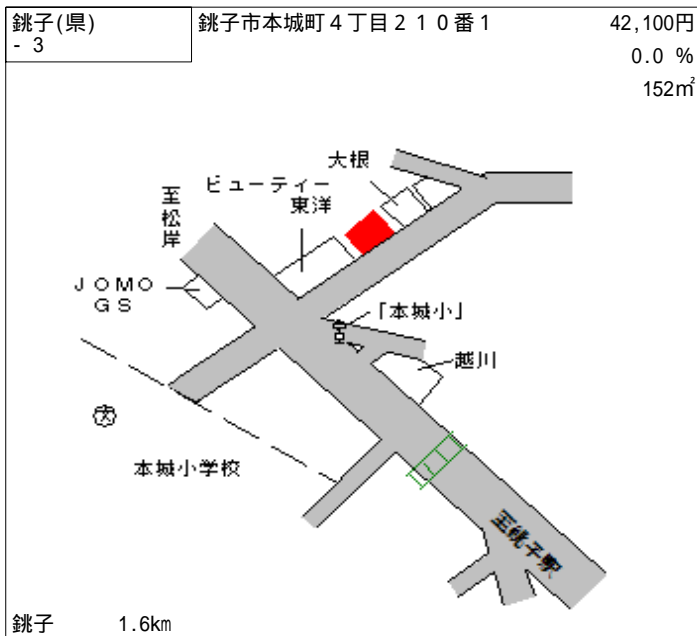 銚子(県)
- 3
銚子市本城町４丁目２１０番１
42,100円
0.0 %
152㎡
大根
ビューティー
東洋
至松岸
ＪＯＭＯ
ＧＳ
「本城小」
越川
文
本城小学校
至銚子駅
銚子 1.6km